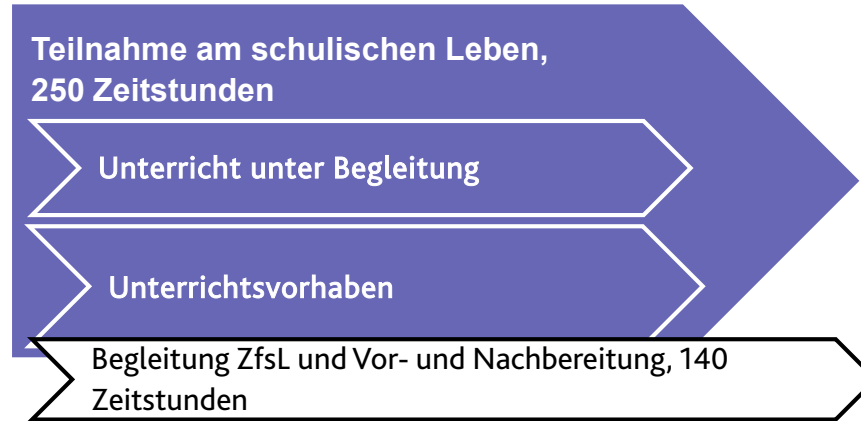 Teilnahme am schulischen Leben,
250 Zeitstunden
Unterricht unter Begleitung
Unterrichtsvorhaben
Begleitung ZfsL und Vor- und Nachbereitung, 140
Zeitstunden